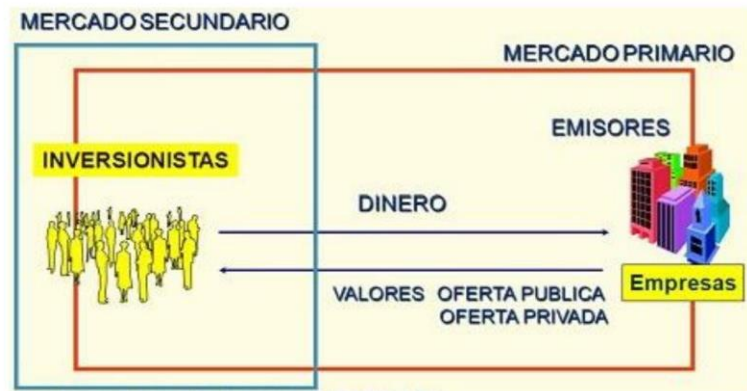 MERCADO SECUNDARIO
MERCADO PRIMARIO
EMISORES
INVERSIONISTAS
DINERO
Empresas
VALORES OFERTA PUBLICA
OFERTA PRIVADA